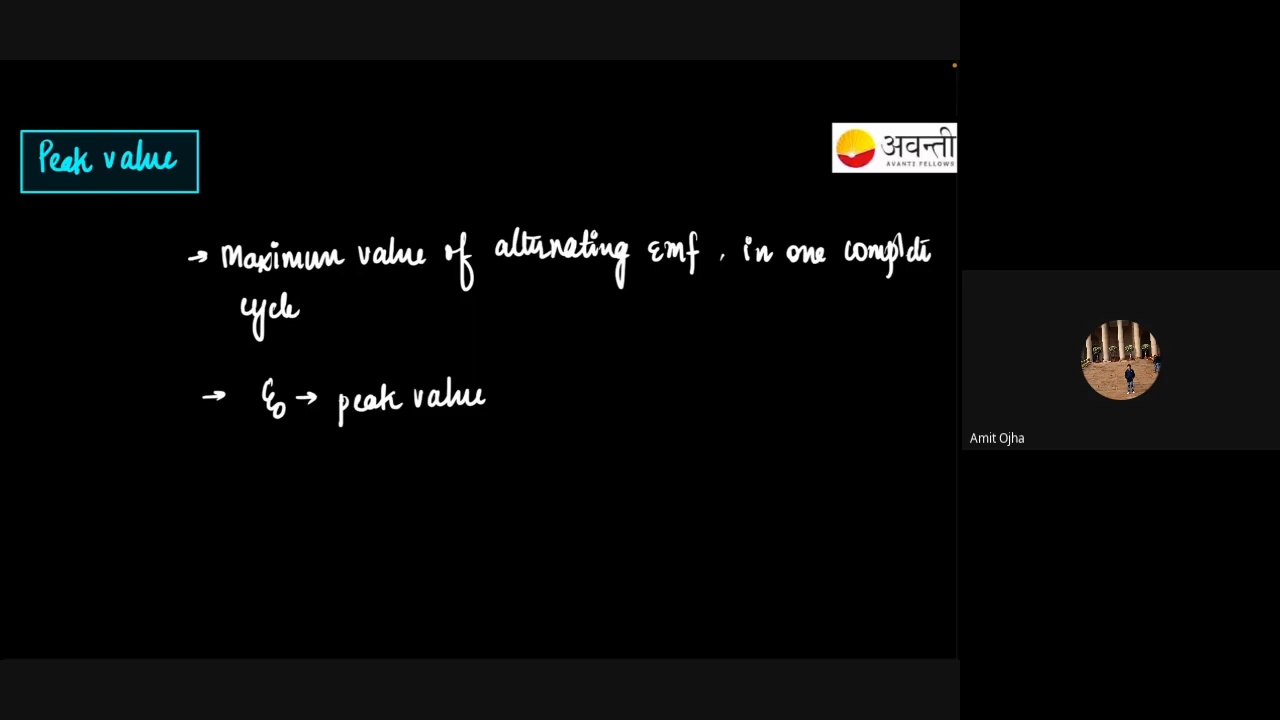 Peak value
अवन्ती
AVANTI FELLOWS
→ Maximum value of alternating emf, in one complete
cycle
→ ε₀ → peak value
Amit Ojha